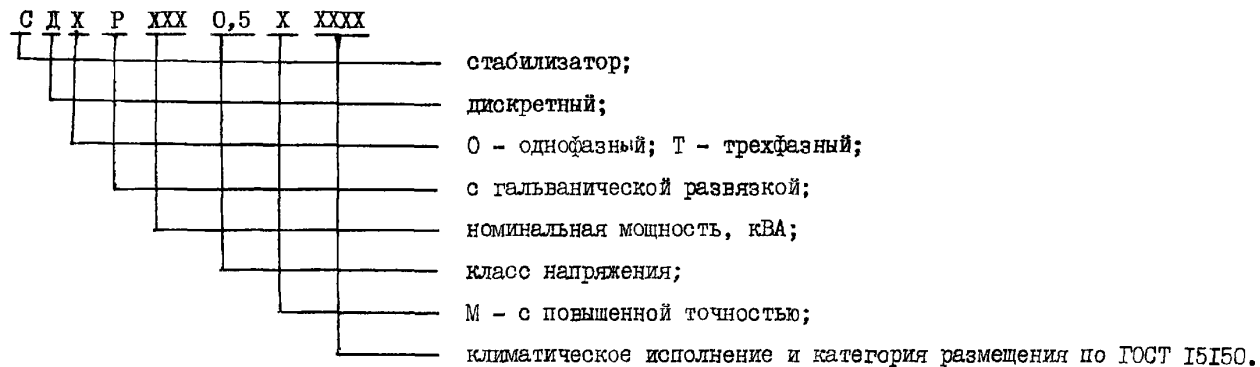 С Д Х Р ХХХ 0,5 Х ХХХХ
стабилизатор;
дискретный;
О - однофазный; Т - трехфазный;
с гальванической развязкой;
номинальная мощность, кВА;
класс напряжения;
М - с повышенной точностью;
климатическое исполнение и категория размещения по ГОСТ I5I50.